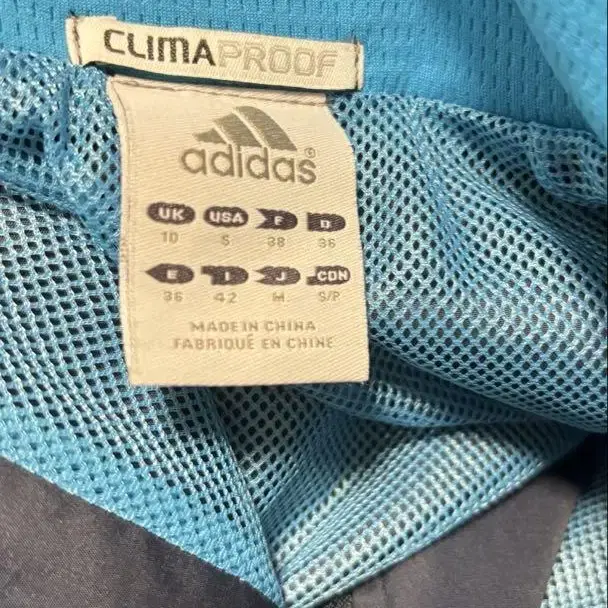 CLIMAPROOF
adidas®
UK USA F D
10 S 38 36
E I J CDN
36 42 M S/P
MADE IN CHINA
FABRIQUÉ EN CHINE